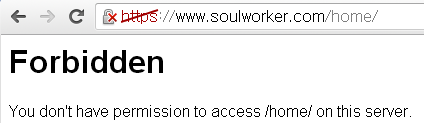 https://www.soulworker.com/home/
Forbidden
You don't have permission to access /home/ on this server.